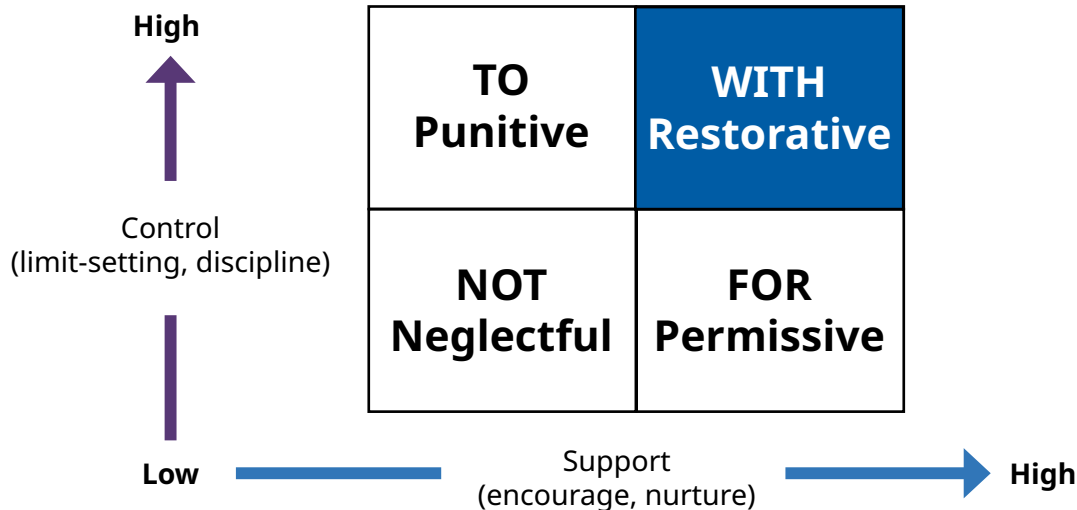 High
TO
Punitive
WITH
Restorative
Control
(limit-setting, discipline)
NOT
Neglectful
FOR
Permissive
Low
Support
(encourage, nurture)
High